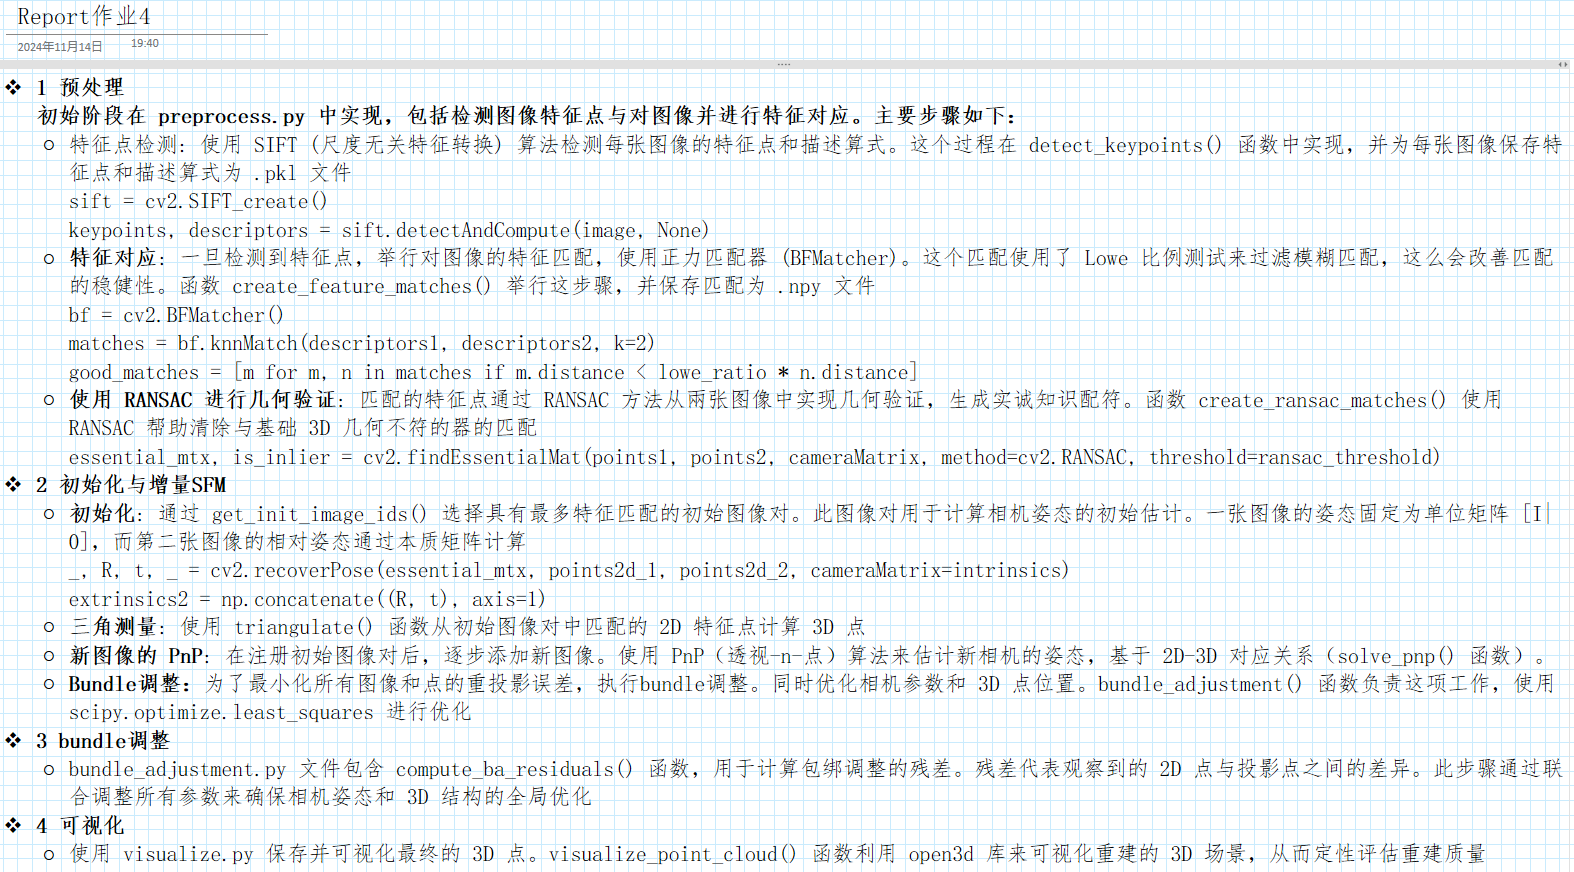 Report作业4
2024年11月14日 19:40
❖ 1 预处理
初始阶段在 preprocess.py 中实现，包括检测图像特征点与对图像并进行特征对应。主要步骤如下：
○ 特征点检测: 使用 SIFT (尺度无关特征转换) 算法检测每张图像的特征点和描述算式。这个过程在 detect_keypoints() 函数中实现，并为每张图像保存特
征点和描述算式为 .pkl 文件
sift = cv2.SIFT_create()
keypoints, descriptors = sift.detectAndCompute(image, None)
○ 特征对应: 一旦检测到特征点，举行对图像的特征匹配，使用正力匹配器 (BFMatcher)。这个匹配使用了 Lowe 比例测试来过滤模糊匹配，这么会改善匹配
的稳健性。函数 create_feature_matches() 举行这步骤，并保存匹配为 .npy 文件
bf = cv2.BFMatcher()
matches = bf.knnMatch(descriptors1, descriptors2, k=2)
good_matches = [m for m, n in matches if m.distance < lowe_ratio * n.distance]
○ 使用 RANSAC 进行几何验证: 匹配的特征点通过 RANSAC 方法从兩张图像中实现几何验证，生成实诚知识配符。函数 create_ransac_matches() 使用
RANSAC 帮助清除与基础 3D 几何不符的器的匹配
essential_mtx, is_inlier = cv2.findEssentialMat(points1, points2, cameraMatrix, method=cv2.RANSAC, threshold=ransac_threshold)
❖ 2 初始化与增量SFM
○ 初始化: 通过 get_init_image_ids() 选择具有最多特征匹配的初始图像对。此图像对用于计算相机姿态的初始估计。一张图像的姿态固定为单位矩阵 [I|
0]，而第二张图像的相对姿态通过本质矩阵计算
_, R, t, _ = cv2.recoverPose(essential_mtx, points2d_1, points2d_2, cameraMatrix=intrinsics)
extrinsics2 = np.concatenate((R, t), axis=1)
○ 三角测量: 使用 triangulate() 函数从初始图像对中匹配的 2D 特征点计算 3D 点
○ 新图像的 PnP: 在注册初始图像对后，逐步添加新图像。使用 PnP（透视-n-点）算法来估计新相机的姿态，基于 2D-3D 对应关系（solve_pnp() 函数）。
○ Bundle调整：为了最小化所有图像和点的重投影误差，执行bundle调整。同时优化相机参数和 3D 点位置。bundle_adjustment() 函数负责这项工作，使用
scipy.optimize.least_squares 进行优化
❖ 3 bundle调整
○ bundle_adjustment.py 文件包含 compute_ba_residuals() 函数，用于计算包绑调整的残差。残差代表观察到的 2D 点与投影点之间的差异。此步骤通过联
合调整所有参数来确保相机姿态和 3D 结构的全局优化
❖ 4 可视化
○ 使用 visualize.py 保存并可视化最终的 3D 点。visualize_point_cloud() 函数利用 open3d 库来可视化重建的 3D 场景，从而定性评估重建质量